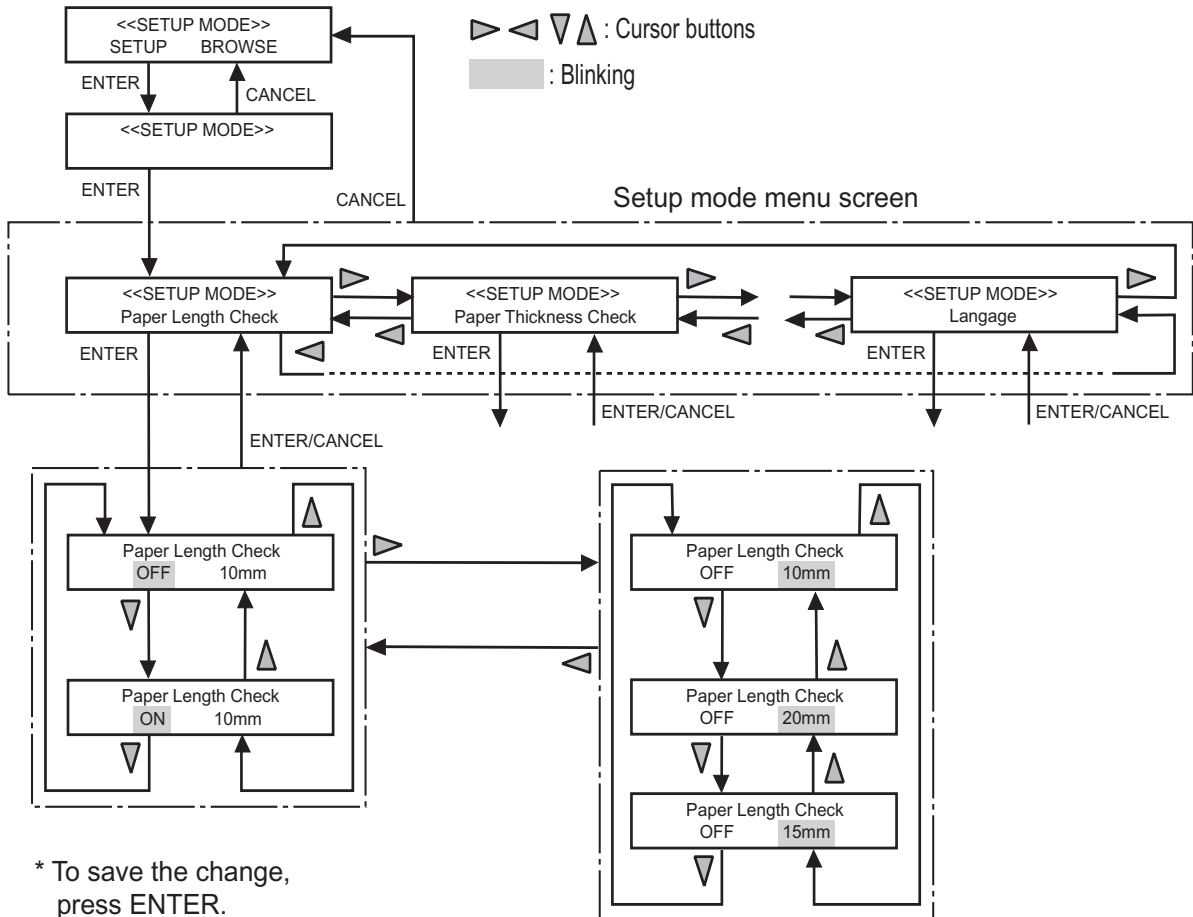 <<SETUP MODE>>
SETUP BROWSE
ENTER
CANCEL
<<SETUP MODE>>
ENTER
CANCEL
: Cursor buttons
: Blinking
Setup mode menu screen
<<SETUP MODE>>
Paper Length Check
<<SETUP MODE>>
Paper Thickness Check
<<SETUP MODE>>
Langage
ENTER
ENTER
ENTER
ENTER/CANCEL
ENTER/CANCEL
ENTER/CANCEL
Paper Length Check
OFF 10mm
Paper Length Check
ON 10mm
Paper Length Check
OFF 10mm
Paper Length Check
OFF 20mm
Paper Length Check
OFF 15mm
* To save the change,
press ENTER.